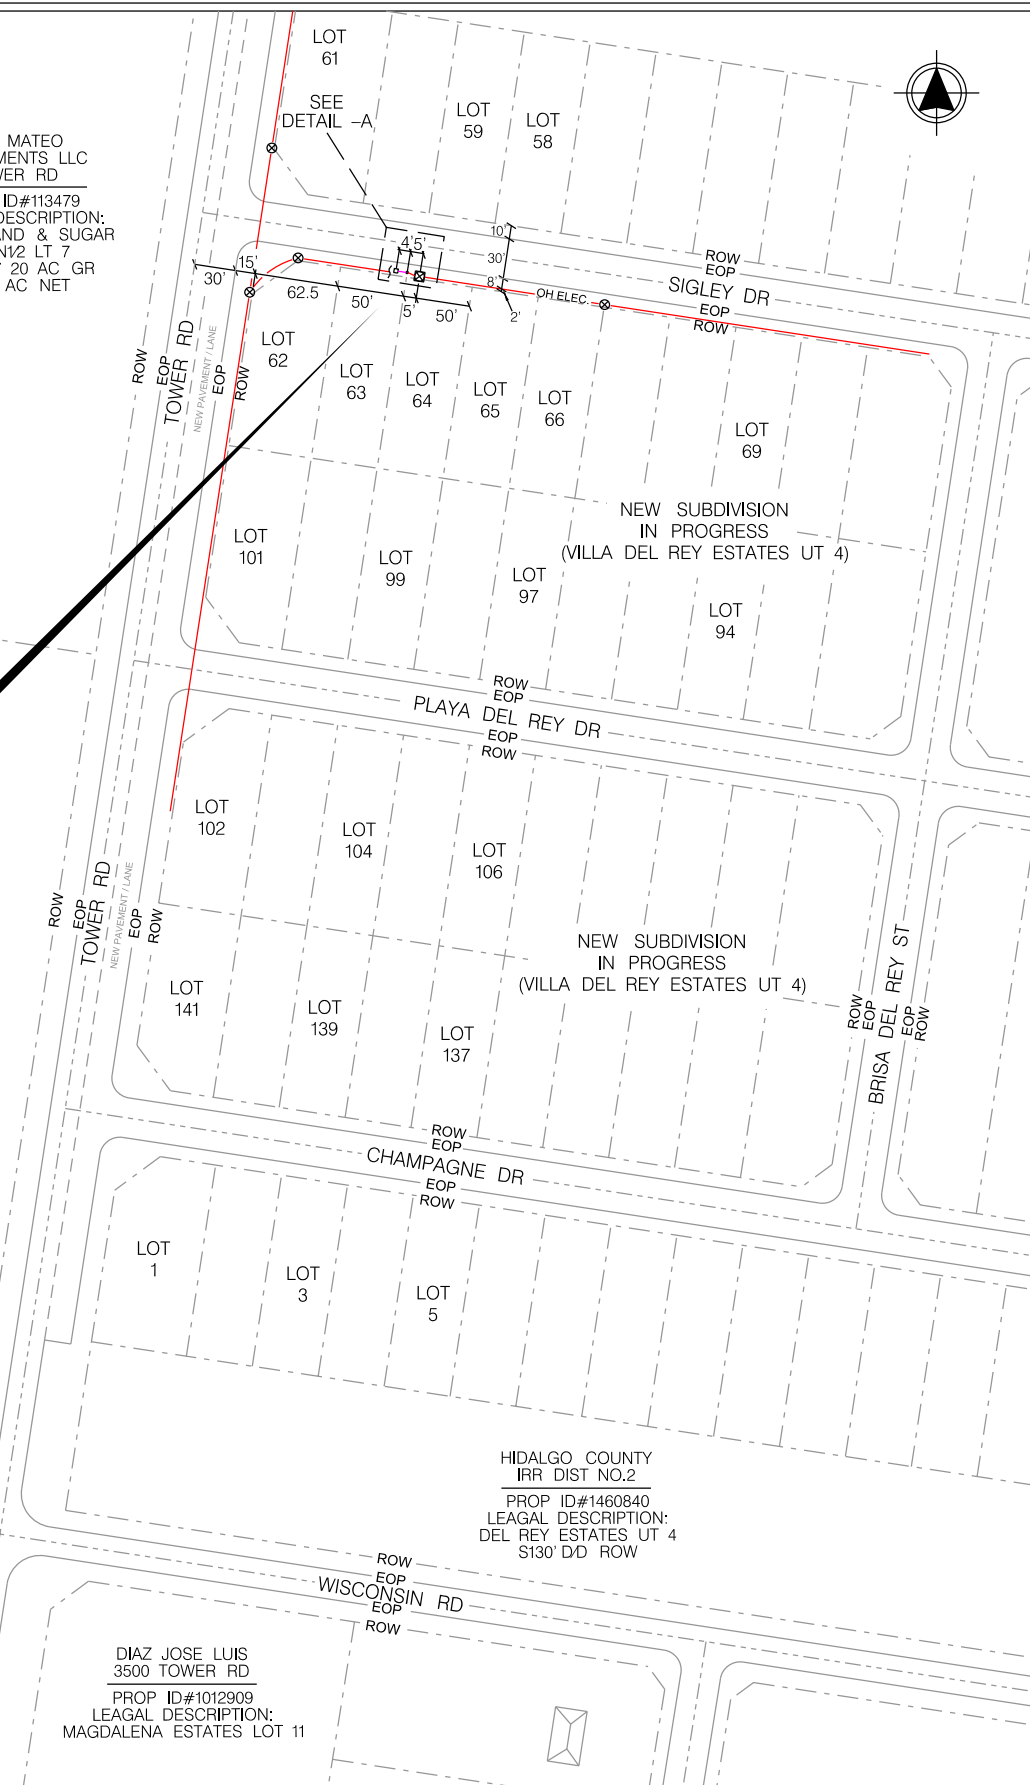 LOT
61
SEE
DETAIL -A
LOT
59
LOT
58
MATEO
MENTS LLC
ER RD
ID#113479
DESCRIPTION:
AND & SUGAR
N1/2 LT 7
20 AC GR
AC NET
10'
4'5'
30'
15'
30'
62.5
50'
5'
50'
8'
2'
OH ELEC.
ROW
EOP
SIGLEY DR
EOP
ROW
ROW
EOP
TOWER RD
NEW PAVEMENT / LANE
EOP
ROW
LOT
62
LOT
63
LOT
64
LOT
65
LOT
66
LOT
69
NEW SUBDIVISION
IN PROGRESS
(VILLA DEL REY ESTATES UT 4)
LOT
101
LOT
99
LOT
97
LOT
94
ROW
EOP
PLAYA DEL REY DR
EOP
ROW
LOT
102
LOT
104
LOT
106
ROW
EOP
TOWER RD
NEW PAVEMENT / LANE
EOP
ROW
NEW SUBDIVISION
IN PROGRESS
(VILLA DEL REY ESTATES UT 4)
LOT
141
LOT
139
LOT
137
ROW
EOP
BRISA DEL REY ST
EOP
ROW
ROW
EOP
CHAMPAGNE DR
EOP
ROW
LOT
1
LOT
3
LOT
5
HIDALGO COUNTY
IRR DIST NO.2
PROP ID#1460840
LEAGAL DESCRIPTION:
DEL REY ESTATES UT 4
S130' D/D ROW
ROW
EOP
WISCONSIN RD
EOP
ROW
DIAZ JOSE LUIS
3500 TOWER RD
PROP ID#1012909
LEAGAL DESCRIPTION:
MAGDALENA ESTATES LOT 11